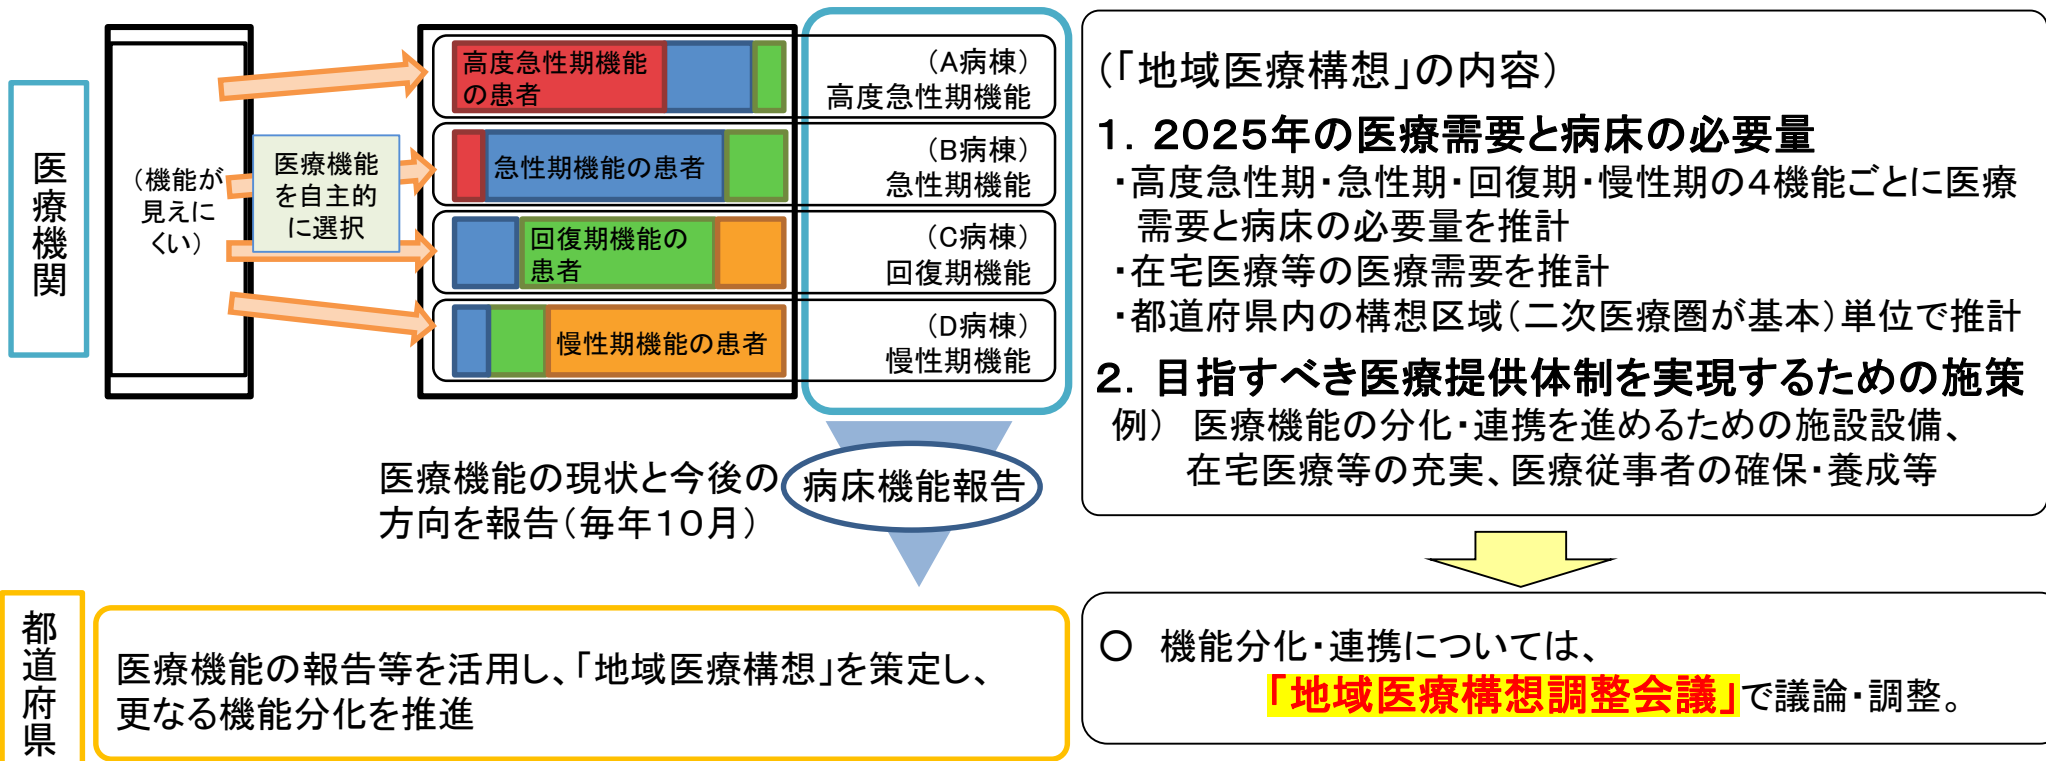 医療機関
(機能が
見えに
くい)
医療機能
を自主的
に選択
高度急性期機能
の患者
(A病棟)
高度急性期機能
急性期機能の患者
(B病棟)
急性期機能
回復期機能の
患者
(C病棟)
回復期機能
慢性期機能の患者
(D病棟)
慢性期機能
医療機能の現状と今後の
方向を報告(毎年10月)
病床機能報告
都道府県
医療機能の報告等を活用し、「地域医療構想」を策定し、
更なる機能分化を推進
(「地域医療構想」の内容)
1．2025年の医療需要と病床の必要量
・高度急性期・急性期・回復期・慢性期の4機能ごとに医療
需要と病床の必要量を推計
・在宅医療等の医療需要を推計
・都道府県内の構想区域(二次医療圏が基本)単位で推計
2．目指すべき医療提供体制を実現するための施策
例) 医療機能の分化・連携を進めるための施設設備、
在宅医療等の充実、医療従事者の確保・養成等
○ 機能分化・連携については、
「地域医療構想調整会議」で議論・調整。